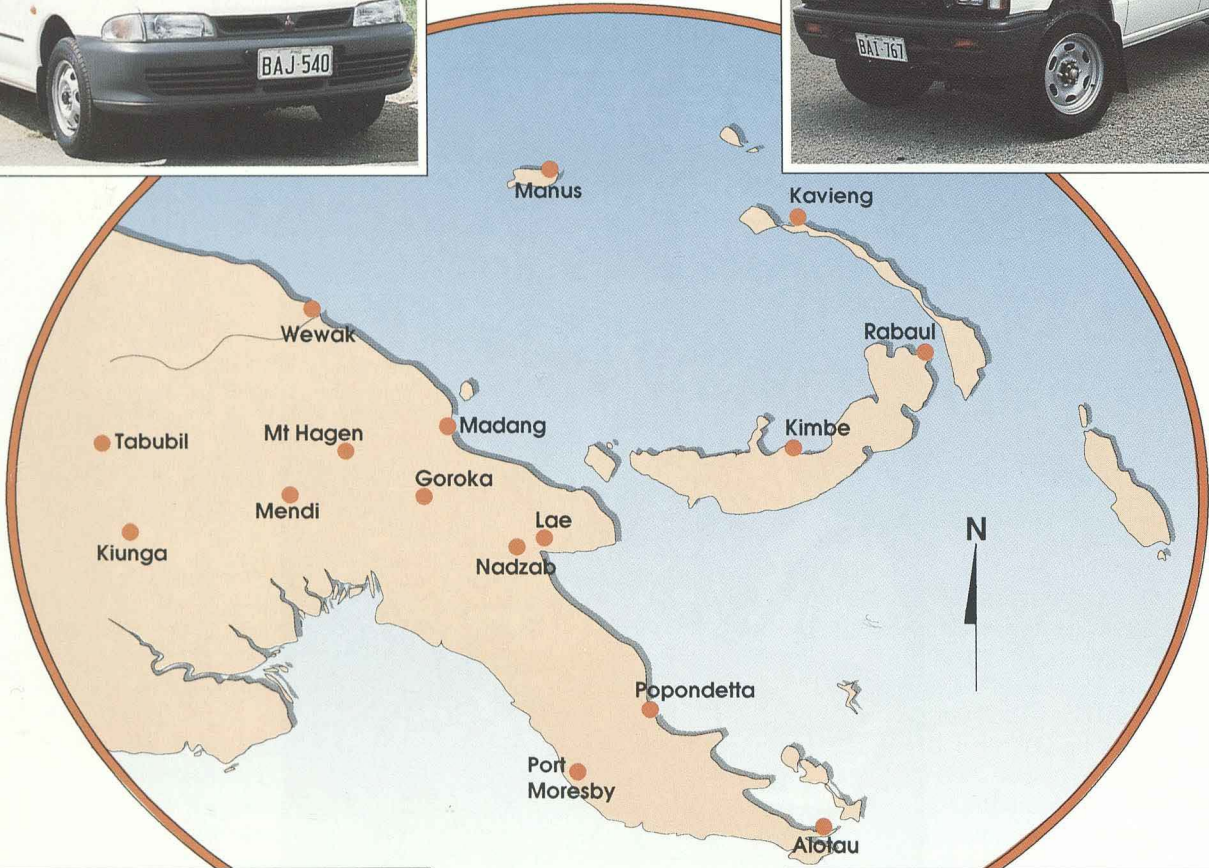 BAJ·540
BAI·767
Manus
Kavieng
Wewak
Rabaul
Madang
Kimbe
Tabubil
Mt Hagen
Goroka
Mendi
Lae
Kiunga
Nadzab
N
Popondetta
Port
Moresby
Alotau